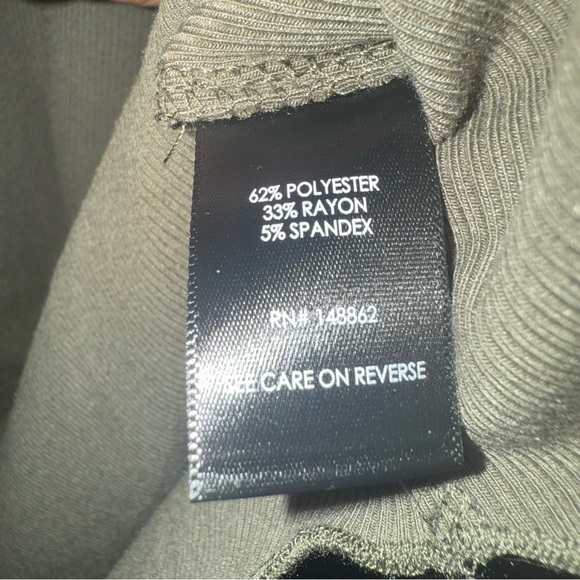 62% POLYESTER
33% RAYON
5% SPANDEX
RN# 148862
SEE CARE ON REVERSE